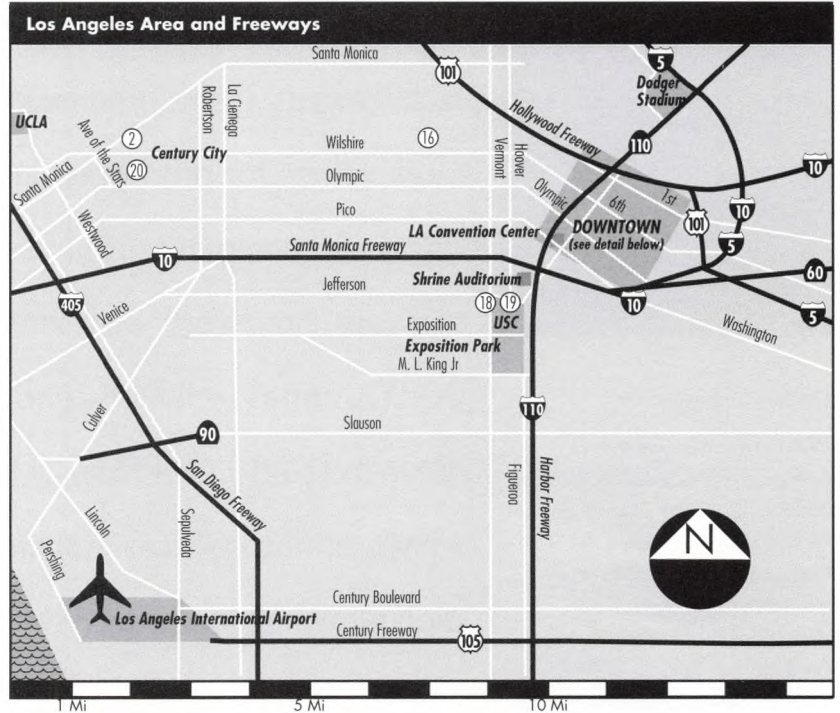 Los Angeles Area and Freeways
Santa Monica
101
5
Dodger
Stadium
La Cienega
Robertson
Hollywood Freeway
UCLA
Ave of the Stars
2
Century City
20
Wilshire
16
Vermont
Hoover
110
10
Santa Monica
Olympic
Olympic
6th
1st
Westwood
Pico
LA Convention Center
DOWNTOWN
(see detail below)
101
10
5
10
Santa Monica Freeway
60
405
Shrine Auditorium
Jefferson
18
19
10
5
Venice
USC
Exposition
Exposition Park
M. L. King Jr
Washington
110
Culver
90
Slauson
San Diego Freeway
Figueroa
Harbor Freeway
Lincoln
Sepulveda
Pershing
N
Century Boulevard
Los Angeles International Airport
Century Freeway
105
1 Mi
5 Mi
10 Mi